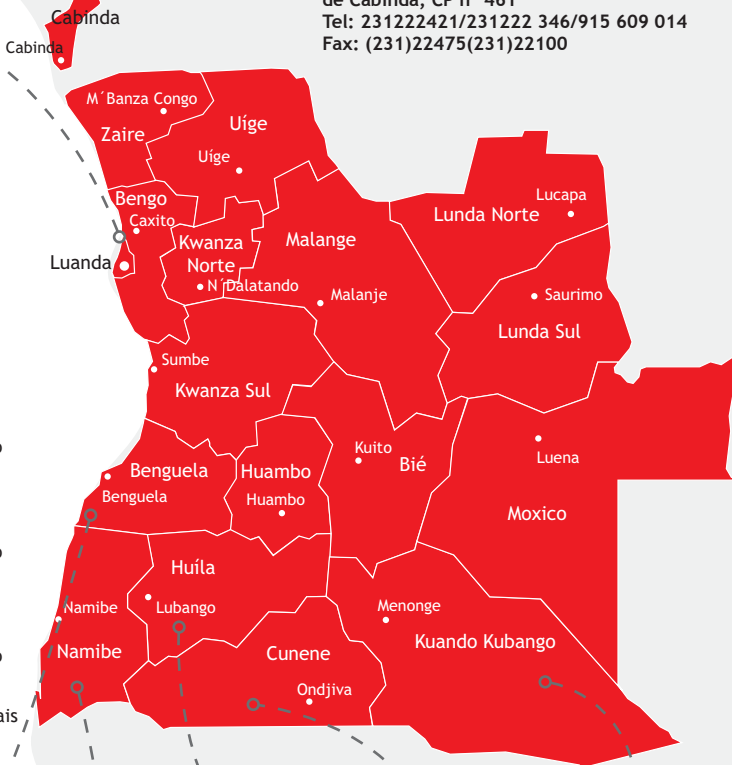 de Cabinda, CP nº 461
Tel: 231222421/231222 346/915 609 014
Fax: (231)22475(231)22100
Cabinda
Cabinda
M´Banza Congo
Zaire
Uíge
Uíge
Bengo
Caxito
Luanda
Kwanza
Norte
N´Dalatando
Malange
Malanje
Lunda Norte
Lucapa
Saurimo
Lunda Sul
Sumbe
Kwanza Sul
Benguela
Benguela
Huambo
Huambo
Kuito
Bié
Luena
Moxico
Huíla
Lubango
Namibe
Namibe
Cunene
Ondjiva
Menonge
Kuando Kubango
o
o
o
ais